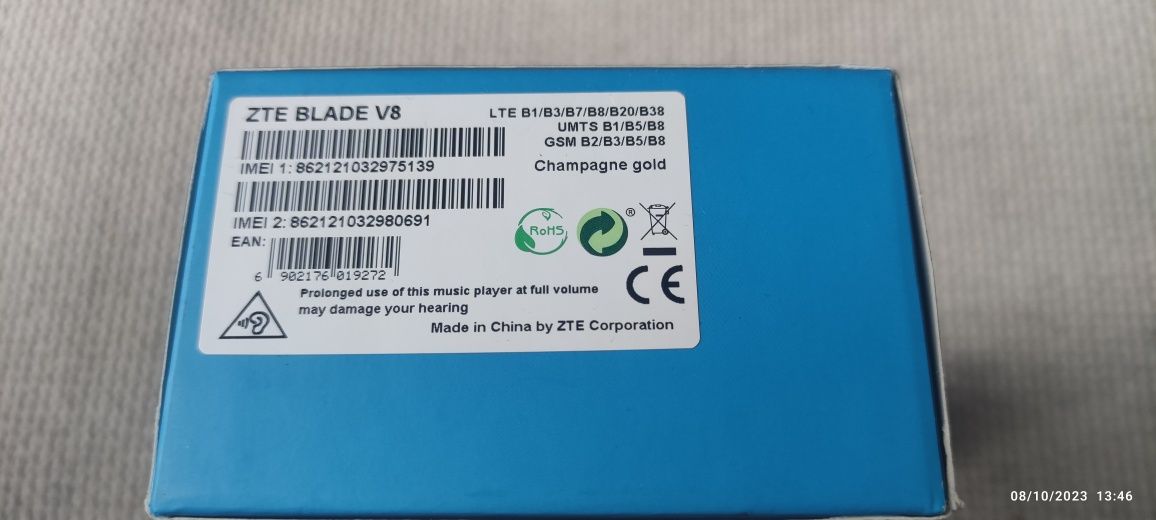 ZTE BLADE V8
LTE B1/B3/B7/B8/B20/B38
UMTS B1/B5/B8
GSM B2/B3/B5/B8
IMEI 1: 862121032975139
Champagne gold
IMEI 2: 862121032980691
RoHS
®
EAN:
6 902176 019272
CE
Prolonged use of this music player at full volume
may damage your hearing
Made in China by ZTE Corporation
08/10/2023 13:46